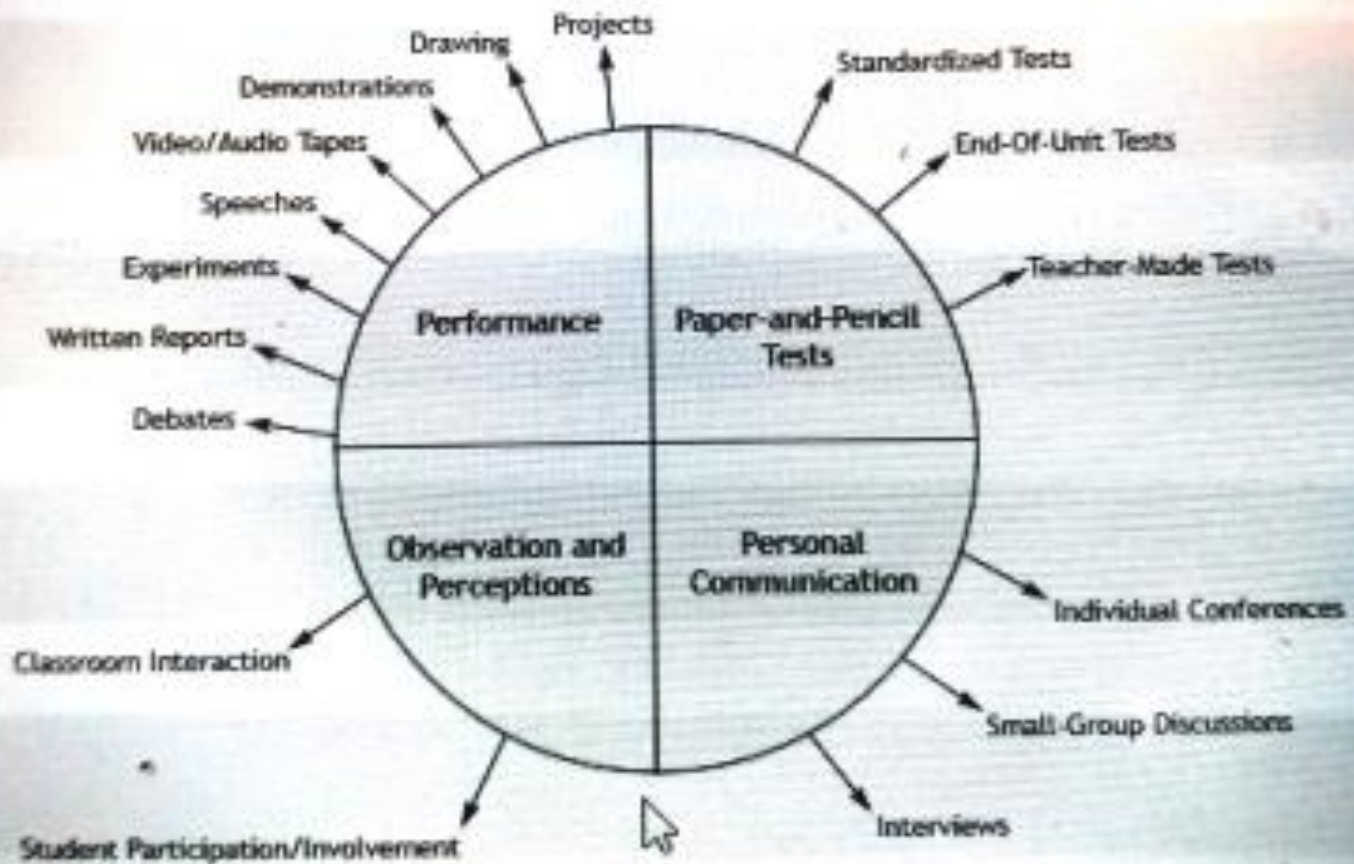 Projects
Drawing
Demonstrations
Video/Audio Tapes
Speeches
Experiments
Written Reports
Debates
Standardized Tests
End-Of-Unit Tests
Teacher-Made Tests
Performance
Paper-and-Pencil
Tests
Observation and
Perceptions
Personal
Communication
Classroom Interaction
Student Participation/Involvement
Individual Conferences
Small-Group Discussions
Interviews